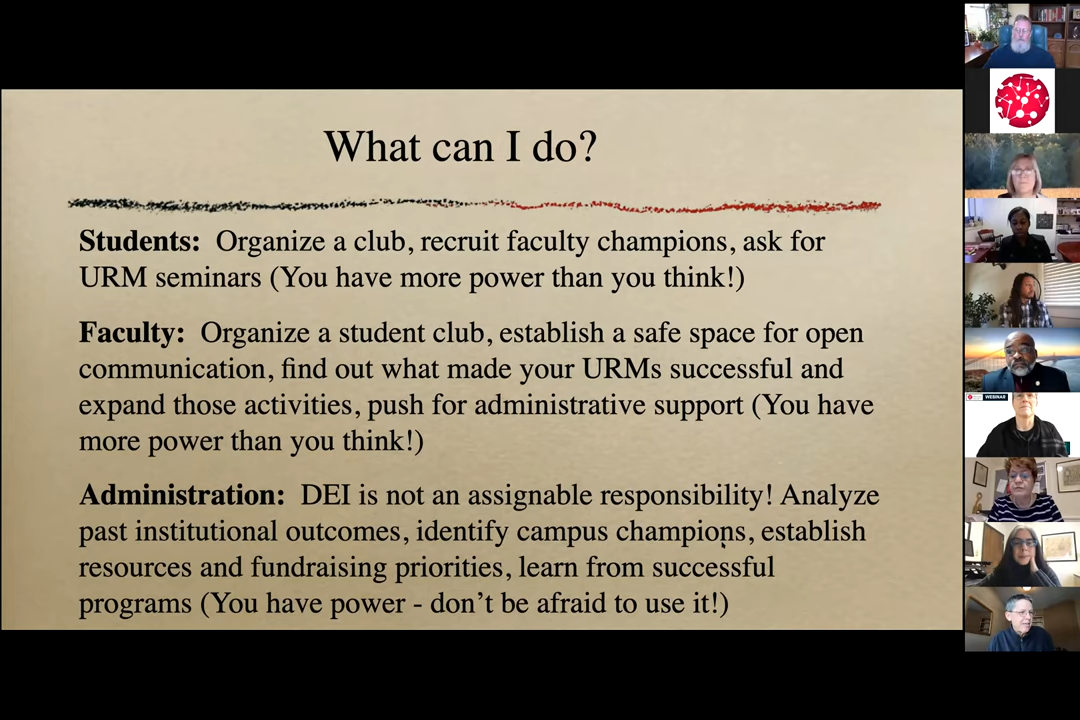 What can I do?
Students: Organize a club, recruit faculty champions, ask for
URM seminars (You have more power than you think!)
Faculty: Organize a student club, establish a safe space for open
communication, find out what made your URMs successful and
expand those activities, push for administrative support (You have
more power than you think!)
Administration: DEI is not an assignable responsibility! Analyze
past institutional outcomes, identify campus champions, establish
resources and fundraising priorities, learn from successful
programs (You have power - don’t be afraid to use it!)
WEBINAR